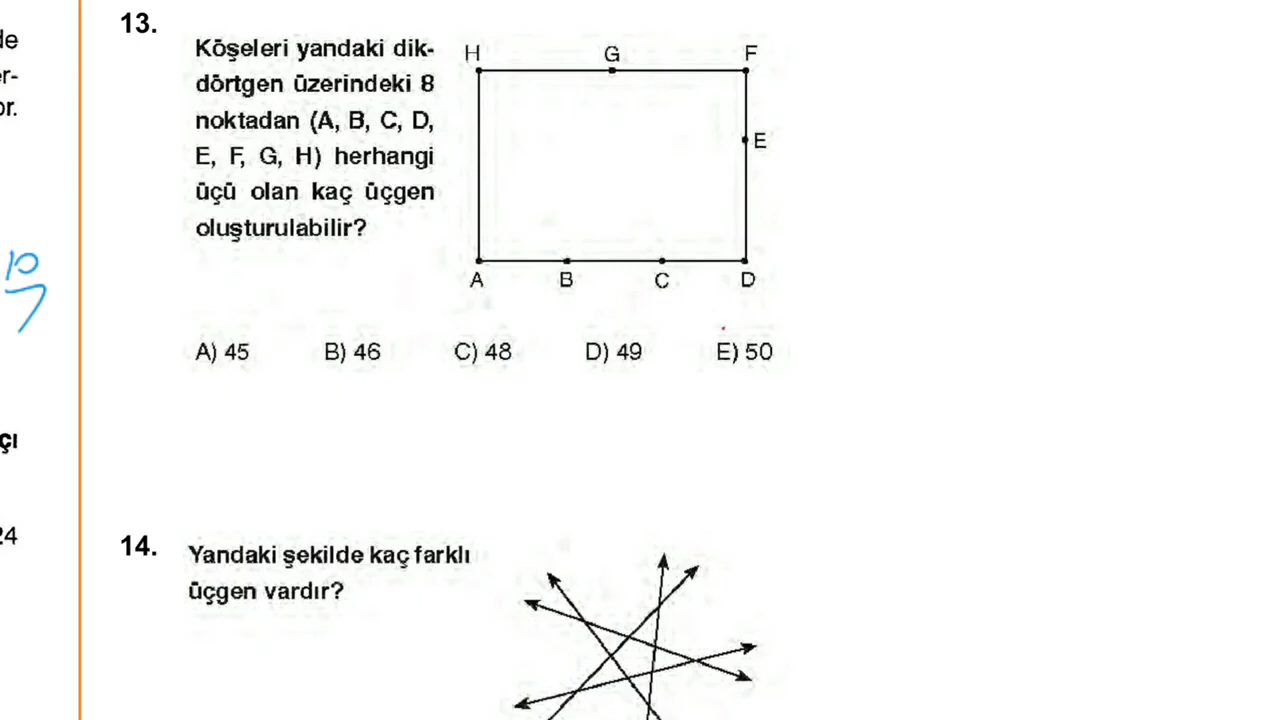 de
er-
or.
10
7
çı
24
13.
Köşeleri yandaki dik-
dörtgen üzerindeki 8
noktadan (A, B, C, D,
E, F, G, H) herhangi
üçü olan kaç üçgen
oluşturulabilir?
H G F
E
A B C D
A) 45 B) 46 C) 48 D) 49 E) 50
14.
Yandaki şekilde kaç farklı
üçgen vardır?